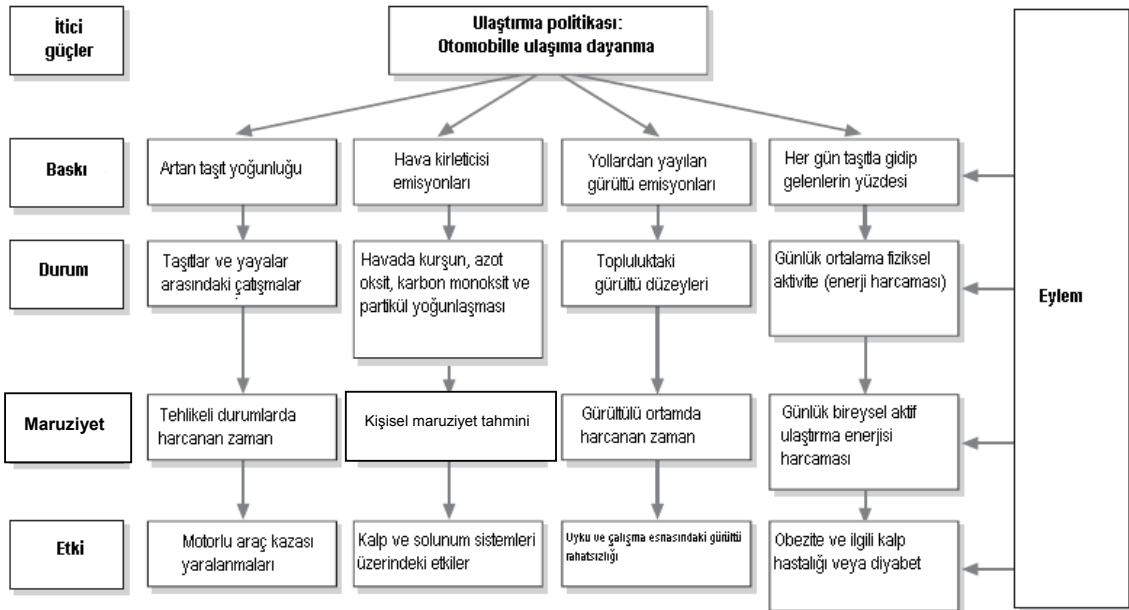 İtici
güçler
Ulaştırma politikası:
Otomobille ulaşıma dayanma
Baskı
Artan taşıt yoğunluğu
Hava kirleticisi
emisyonları
Yollardan yayılan
gürültü emisyonları
Her gün taşıtla gidip
gelenlerin yüzdesi
Durum
Taşıtlar ve yayalar
arasındaki çatışmalar
Havada kurşun, azot
oksit, karbon monoksit ve
partikül yoğunlaşması
Topluluktaki
gürültü düzeyleri
Günlük ortalama fiziksel
aktivite (enerji harcaması)
Eylem
Maruziyet
Tehlikeli durumlarda
harcanan zaman
Kişisel maruziyet tahmini
Gürültülü ortamda
harcanan zaman
Günlük bireysel aktif
ulaştırma enerjisi
harcaması
Etki
Motorlu araç kazası
yaralanmaları
Kalp ve solunum sistemleri
üzerindeki etkiler
Uyku ve çalışma esnasındaki gürültü
rahatsızlığı
Obezite ve ilgili kalp
hastalığı veya diyabet